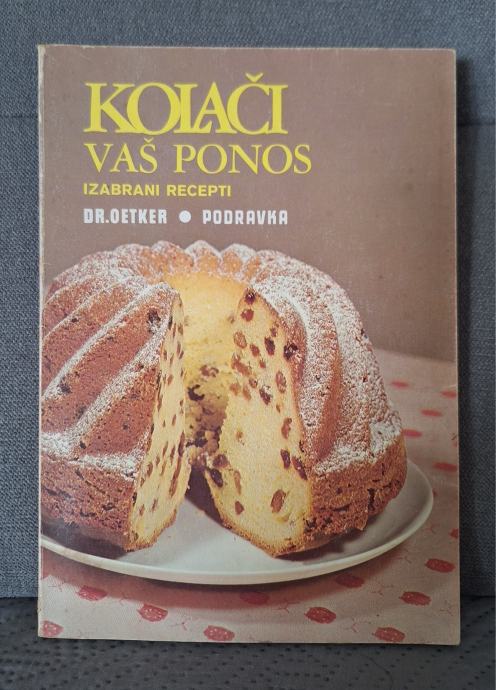 KOLAČI
VAŠ PONOS
IZABRANI RECEPTI
DR.OETKER ● PODRAVKA